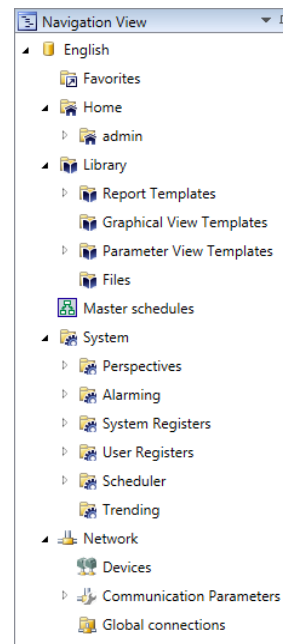 Navigation View
English
Favorites
Home
admin
Library
Report Templates
Graphical View Templates
Parameter View Templates
Files
Master schedules
System
Perspectives
Alarming
System Registers
User Registers
Scheduler
Trending
Network
Devices
Communication Parameters
Global connections